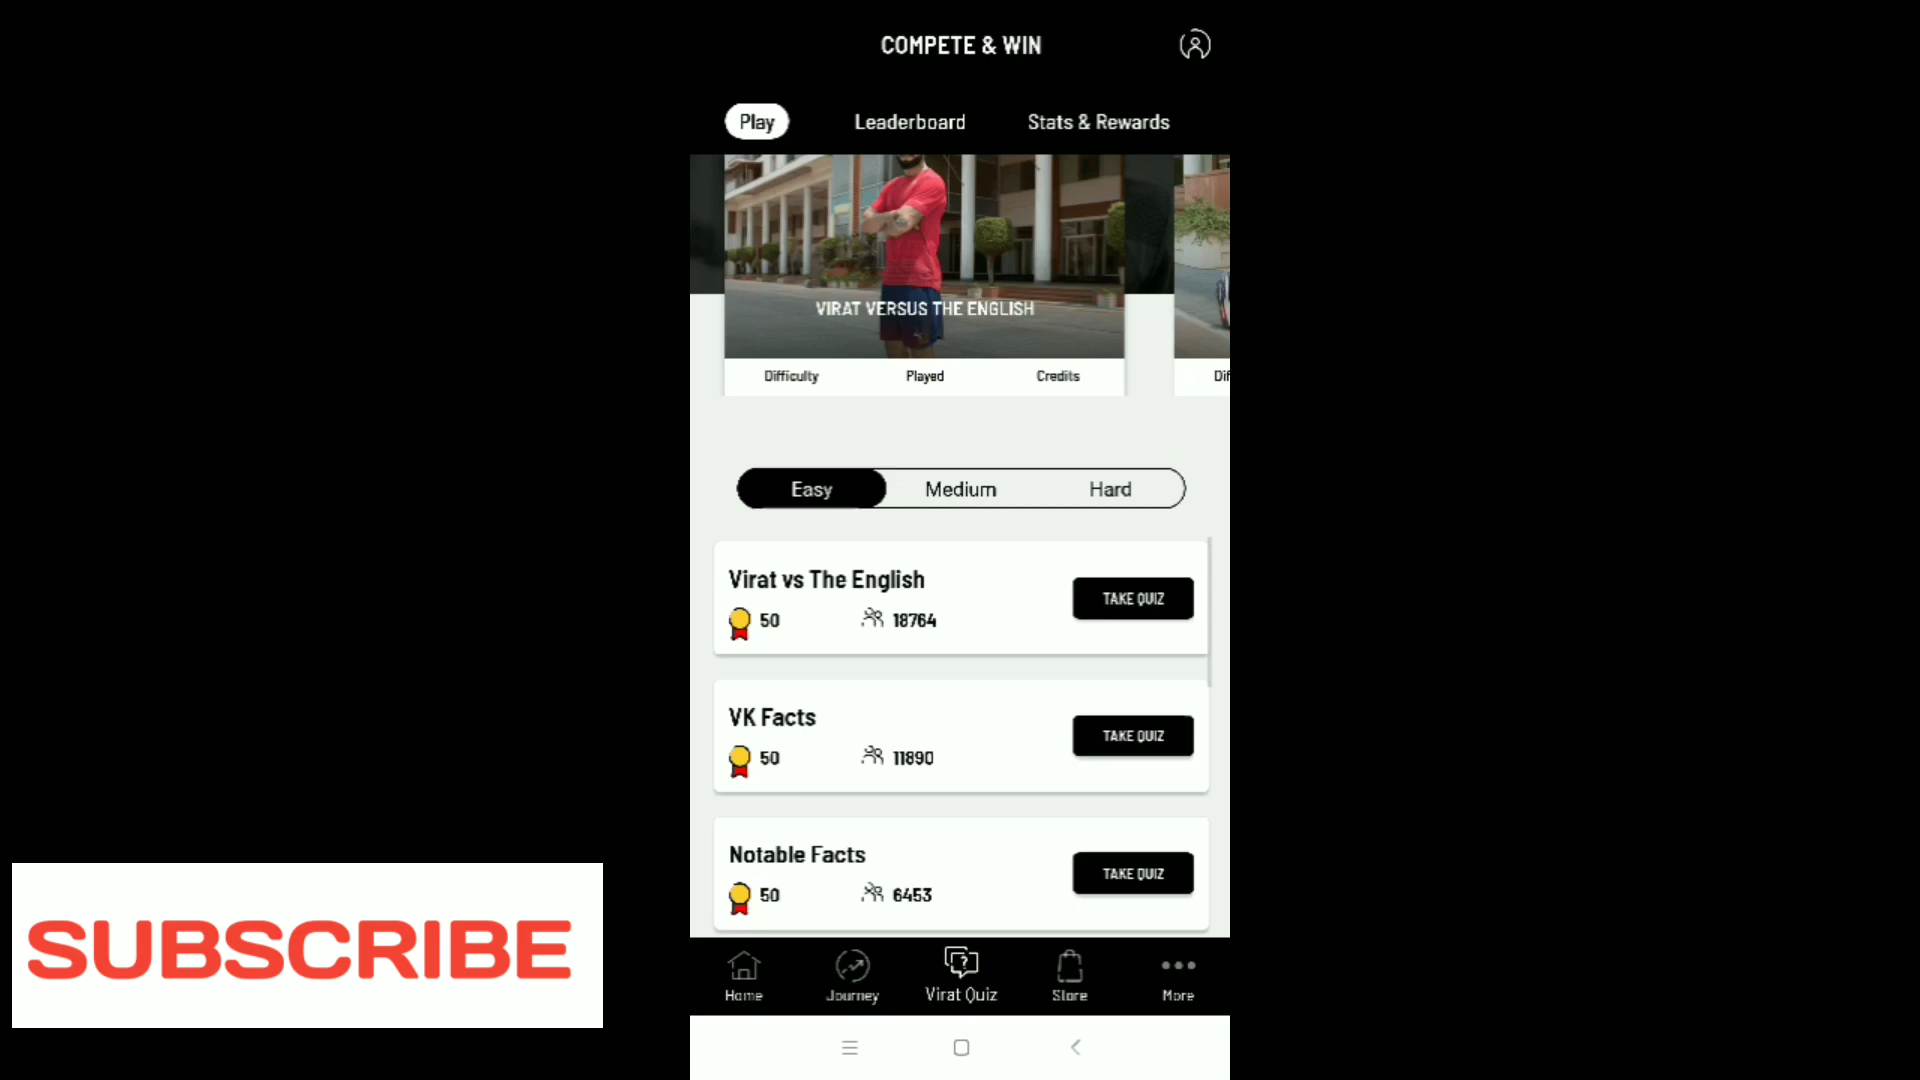 COMPETE & WIN
Play Leaderboard Stats & Rewards
VIRAT VERSUS THE ENGLISH
Difficulty Played Credits Dif
Easy Medium Hard
Virat vs The English
50 18764
TAKE QUIZ
VK Facts
50 11890
TAKE QUIZ
Notable Facts
50 6453
TAKE QUIZ
SUBSCRIBE
Home Journey Virat Quiz Store More